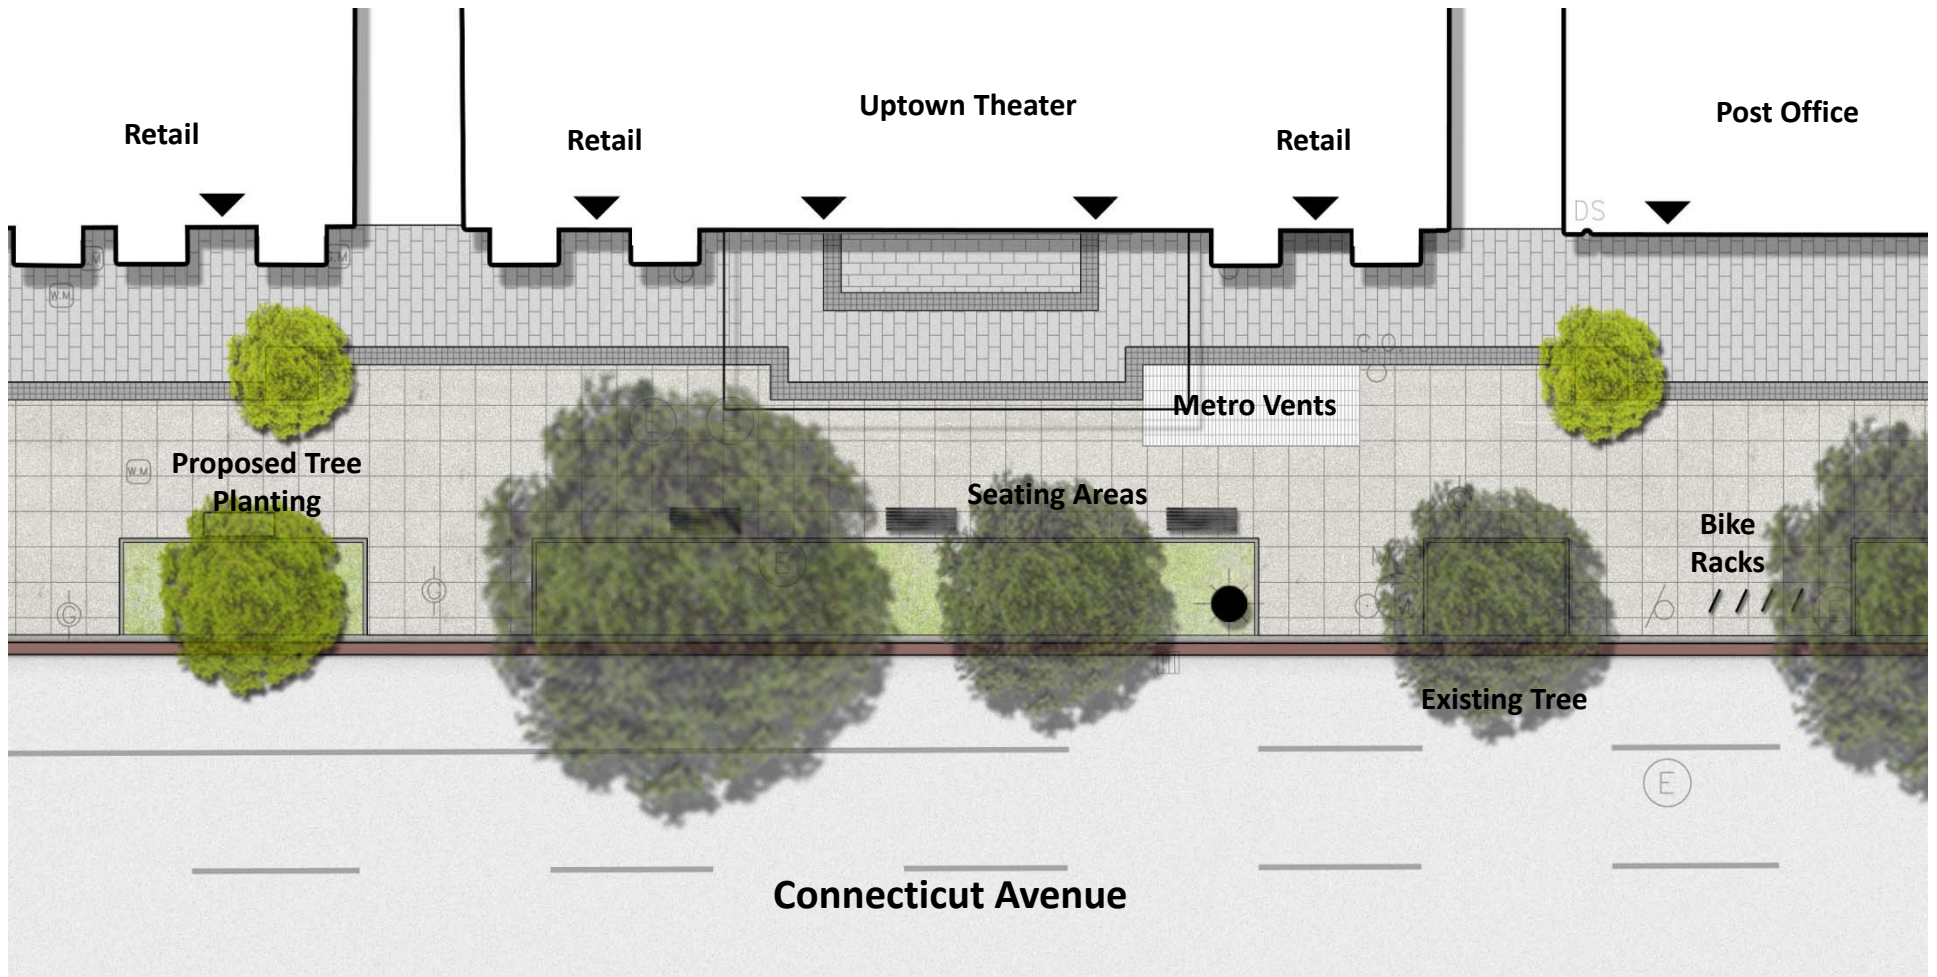 Uptown Theater
Retail
Retail
Retail
Post Office
DS
W.M
C.O.
Metro Vents
E
W.M
Proposed Tree
Planting
Seating Areas
Bike
Racks
E
G
G
Existing Tree
E
Connecticut Avenue